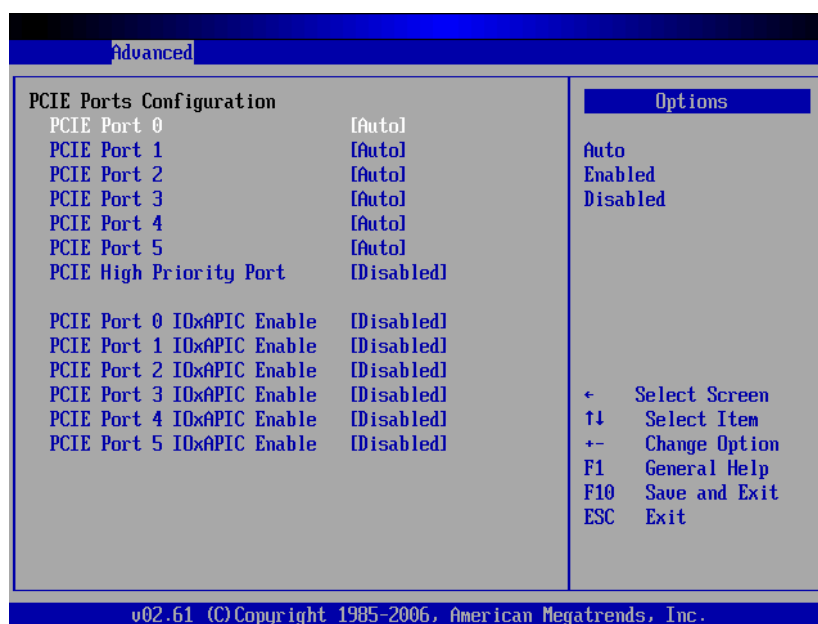 Advanced
PCIE Ports Configuration
PCIE Port 0 [Auto]
PCIE Port 1 [Auto]
PCIE Port 2 [Auto]
PCIE Port 3 [Auto]
PCIE Port 4 [Auto]
PCIE Port 5 [Auto]
PCIE High Priority Port [Disabled]
PCIE Port 0 IOxAPIC Enable [Disabled]
PCIE Port 1 IOxAPIC Enable [Disabled]
PCIE Port 2 IOxAPIC Enable [Disabled]
PCIE Port 3 IOxAPIC Enable [Disabled]
PCIE Port 4 IOxAPIC Enable [Disabled]
PCIE Port 5 IOxAPIC Enable [Disabled]
Options
Auto
Enabled
Disabled
← Select Screen
↑↓ Select Item
+- Change Option
F1 General Help
F10 Save and Exit
ESC Exit
v02.61 (C)Copyright 1985-2006, American Megatrends, Inc.